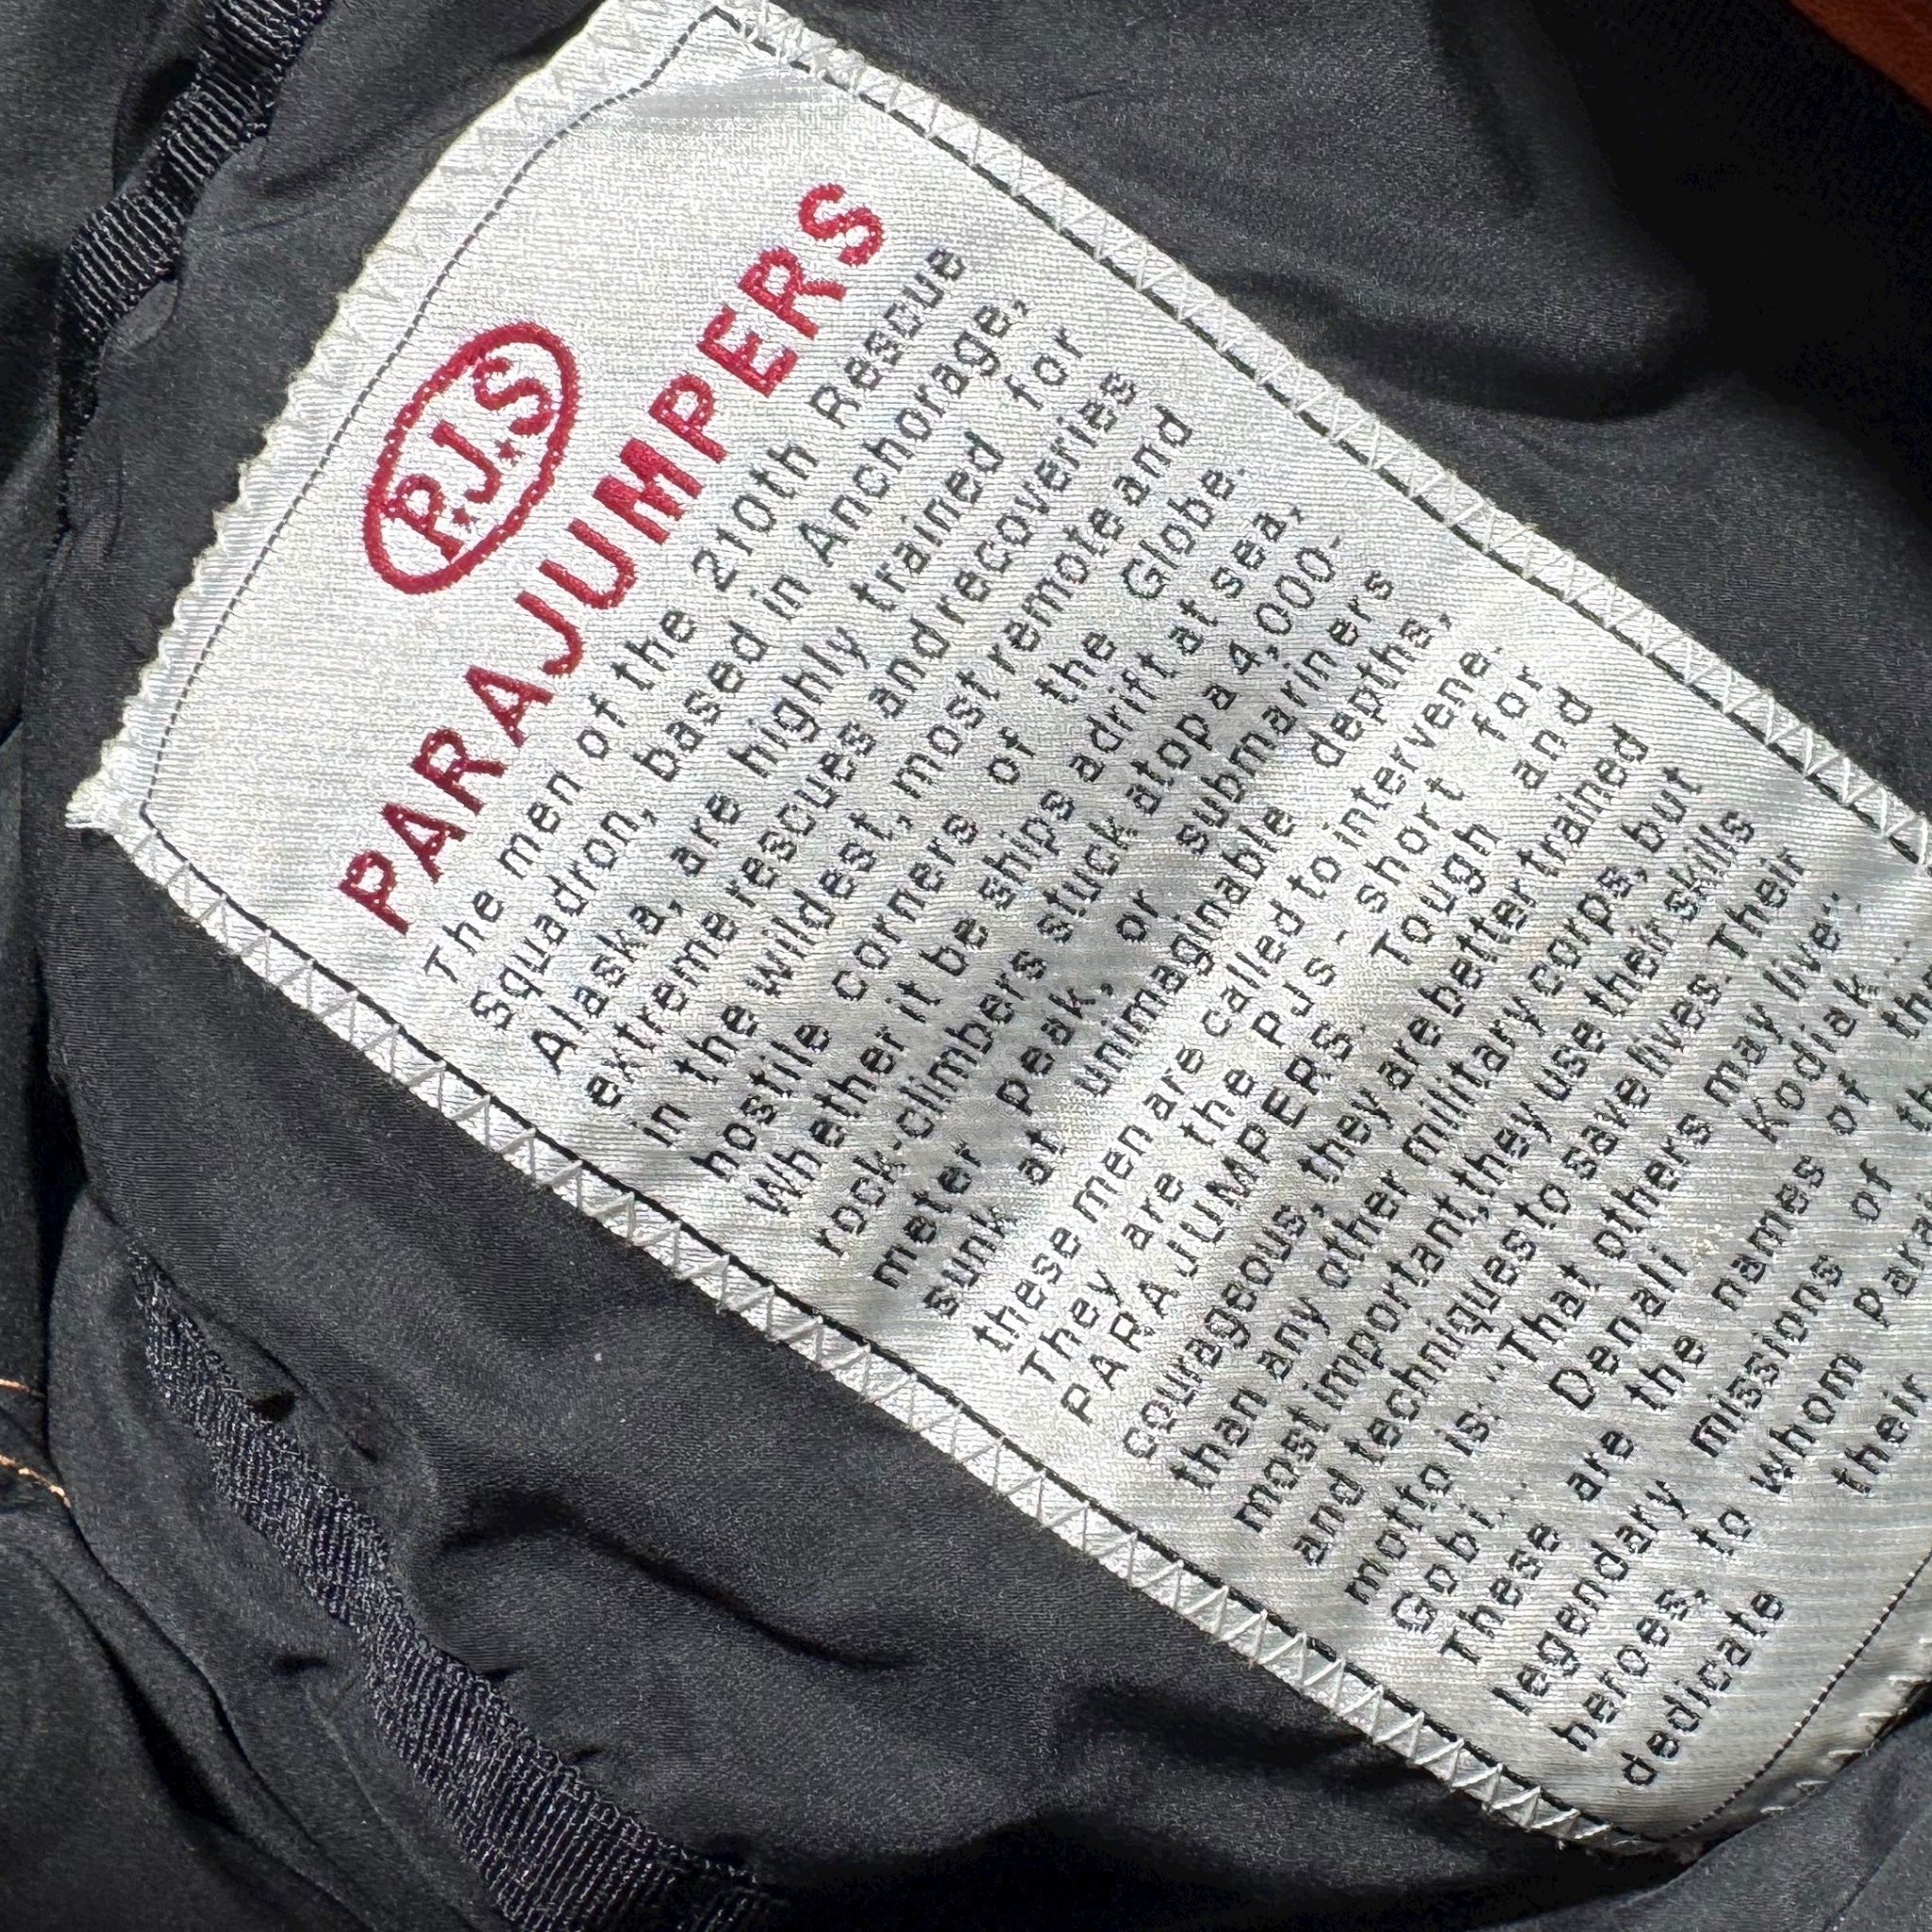 P.J.S
PARAJUMPERS
The men of the 210th Rescue
Squadron, based in Anchorage,
Alaska, are highly trained for
extreme rescues and recoveries
in the wildest, most remote and
hostile corners of the Globe.
Whether it be ships adrift at sea,
rock-climbers stuck atop a 4,000-
meter peak, or submariners
sunk at unimaginable depths,
these men are called to intervene.
They are the PJs - short for
PARAJUMPERS. Tough and
courageous, they are better trained
than any other military corps, but
most important, they use their skills
and techniques to save lives. Their
motto is: "That others may live".
Gobi... Denali Kodiak...
These are the names of
legendary missions of
heroes, to whom
dedicate their